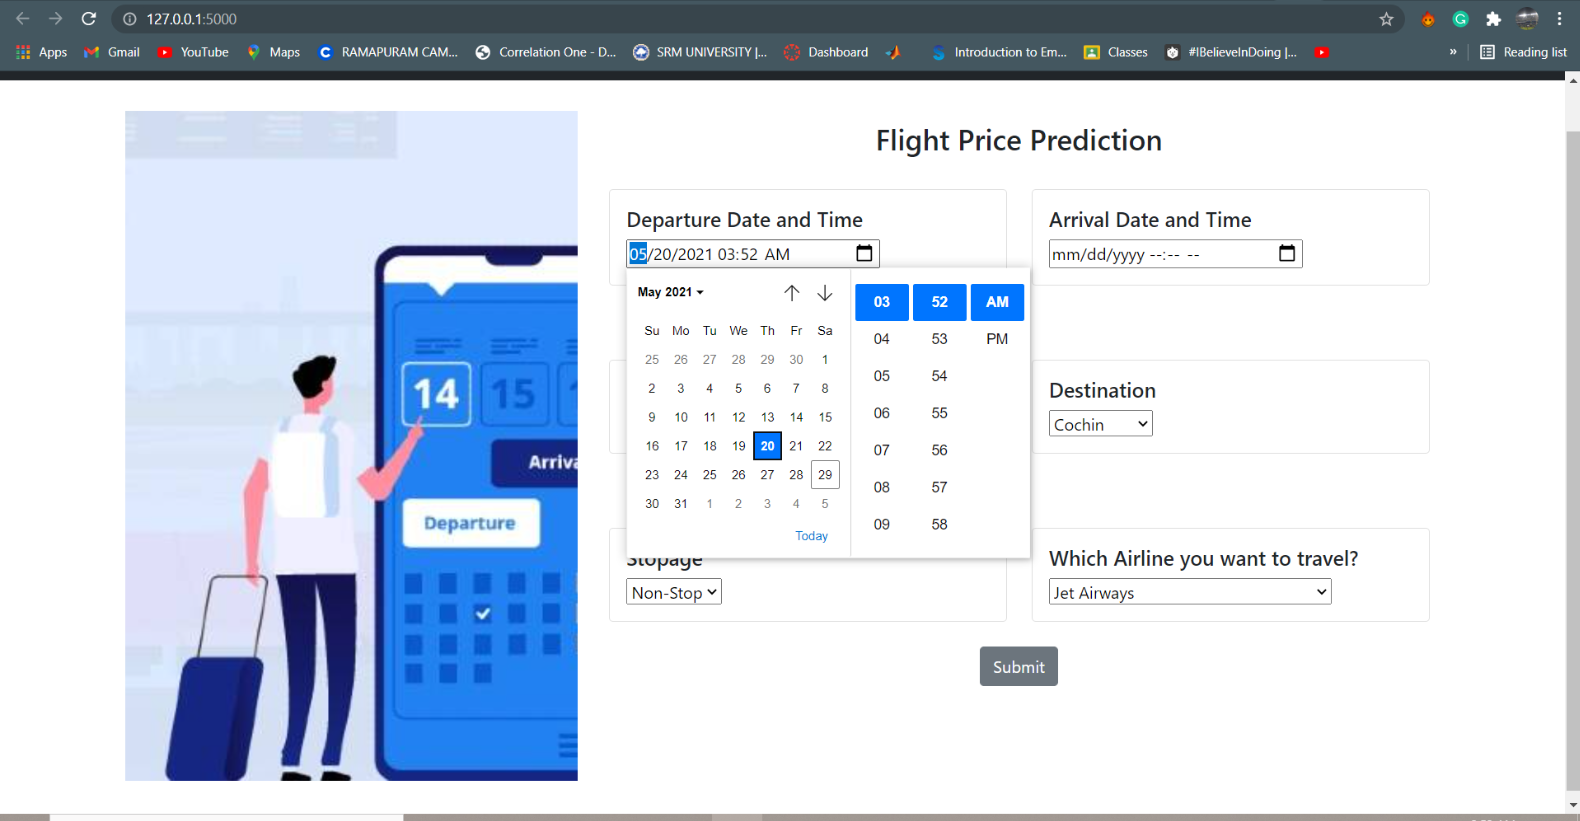 127.0.0.1:5000
Apps Gmail YouTube Maps RAMAPURAM CAM... Correlation One - D... SRM UNIVERSITY |... Dashboard Introduction to Em... Classes #IBelieveInDoing |... » Reading list
Flight Price Prediction
Departure Date and Time
05/20/2021 03:52 AM
Arrival Date and Time
mm/dd/yyyy --:-- --
May 2021
Su Mo Tu We Th Fr Sa
25 26 27 28 29 30 1
2 3 4 5 6 7 8
9 10 11 12 13 14 15
16 17 18 19 20 21 22
23 24 25 26 27 28 29
30 31 1 2 3 4 5
Today
03 52 AM
04 53 PM
05 54
06 55
07 56
08 57
09 58
Destination
Cochin
Stopage
Non-Stop
Which Airline you want to travel?
Jet Airways
Submit
14 15 1
Arriva
Departure